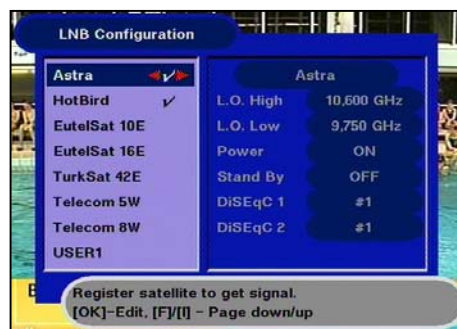 LNB Configuration
Astra
HotBird
EutelSat 10E
EutelSat 16E
TurkSat 42E
Telecom 5W
Telecom 8W
USER1
Astra
L.O. High 10,600 GHz
L.O. Low 9,750 GHz
Power ON
Stand By OFF
DiSEqC 1 #1
DiSEqC 2 #1
Register satellite to get signal.
[OK]-Edit, [F]/[I] - Page down/up